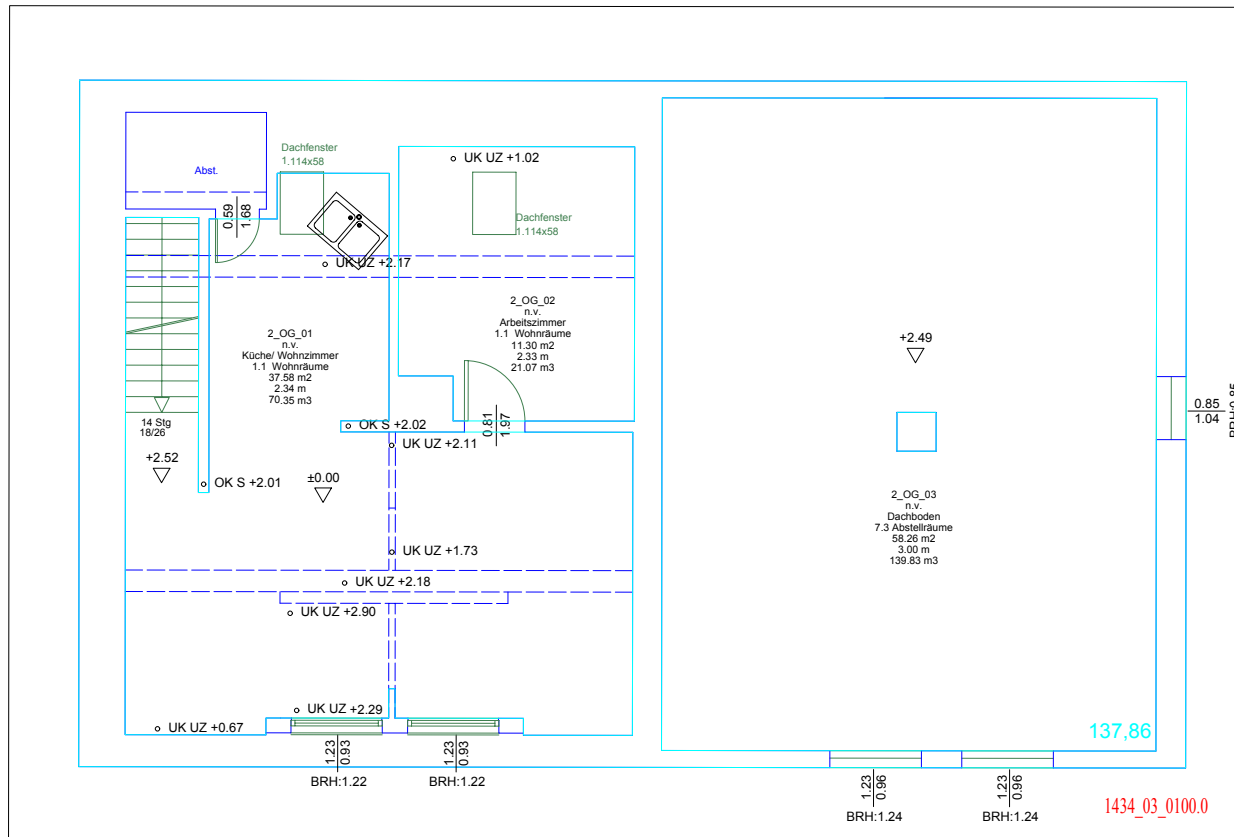 Dachfenster
1.114x58
UK UZ +1.02
Abst.
0.59
1.68
Dachfenster
1.114x58
UK UZ +2.17
2_OG_01
n.v.
Küche/ Wohnzimmer
1.1 Wohnräume
37.58 m2
2.34 m
70.35 m3
2_OG_02
n.v.
Arbeitszimmer
1.1 Wohnräume
11.30 m2
2.33 m
21.07 m3
+2.49
0.85
1.04
BRH:0.85
14 Stg
18/26
+2.52
OK S +2.02
0.81
1.97
UK UZ +2.11
OK S +2.01
±0.00
2_OG_03
n.v.
Dachboden
7.3 Abstellräume
58.26 m2
3.00 m
139.83 m3
UK UZ +1.73
UK UZ +2.18
UK UZ +2.90
UK UZ +2.29
UK UZ +0.67
137,86
1.23
0.93
BRH:1.22
1.23
0.93
BRH:1.22
1.23
0.96
BRH:1.24
1.23
0.96
BRH:1.24
1434_03_0100.0